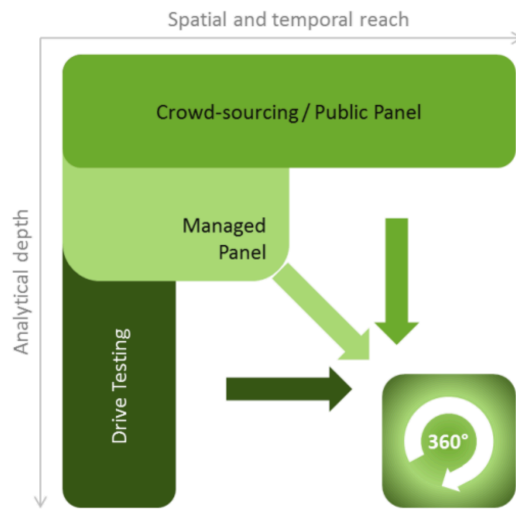 Spatial and temporal reach
Analytical depth
Crowd-sourcing / Public Panel
Managed
Panel
Drive Testing
360°